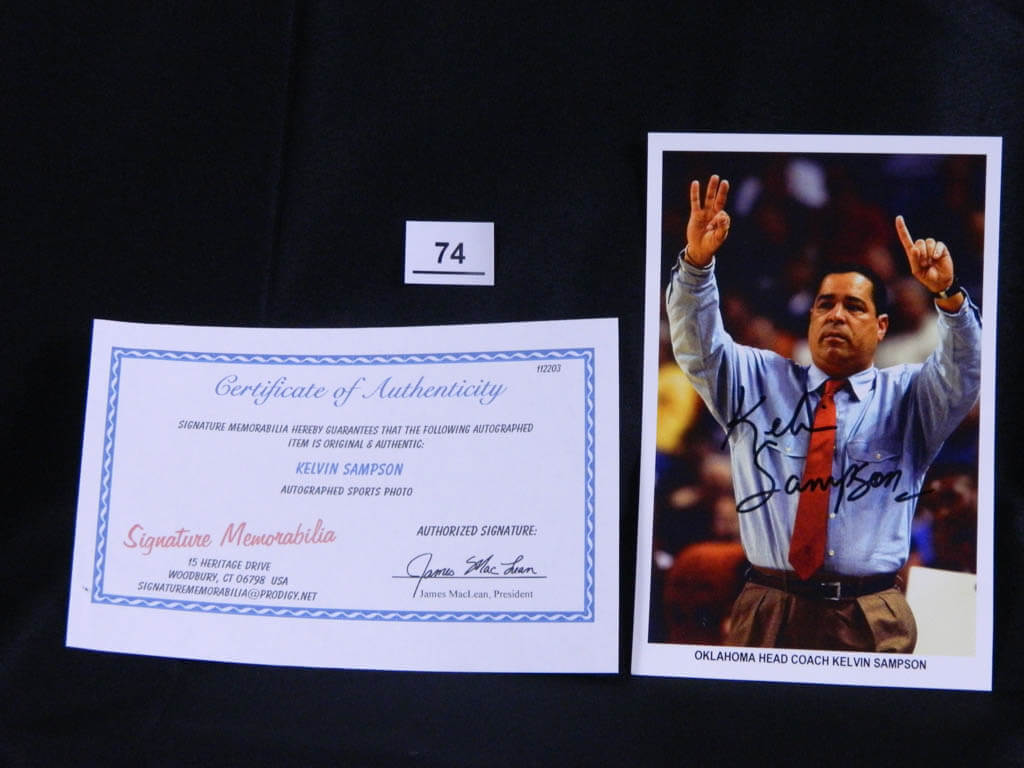 74
112203
Certificate of Authenticity
SIGNATURE MEMORABILIA HEREBY GUARANTEES THAT THE FOLLOWING AUTOGRAPHED
ITEM IS ORIGINAL & AUTHENTIC:
KELVIN SAMPSON
AUTOGRAPHED SPORTS PHOTO
Signature Memorabilia
15 HERITAGE DRIVE
WOODBURY, CT 06798 USA
SIGNATUREMEMORABILIA@PRODIGY.NET
AUTHORIZED SIGNATURE:
James MacLean
James MacLean, President
Kelvin
Sampson
OKLAHOMA HEAD COACH KELVIN SAMPSON